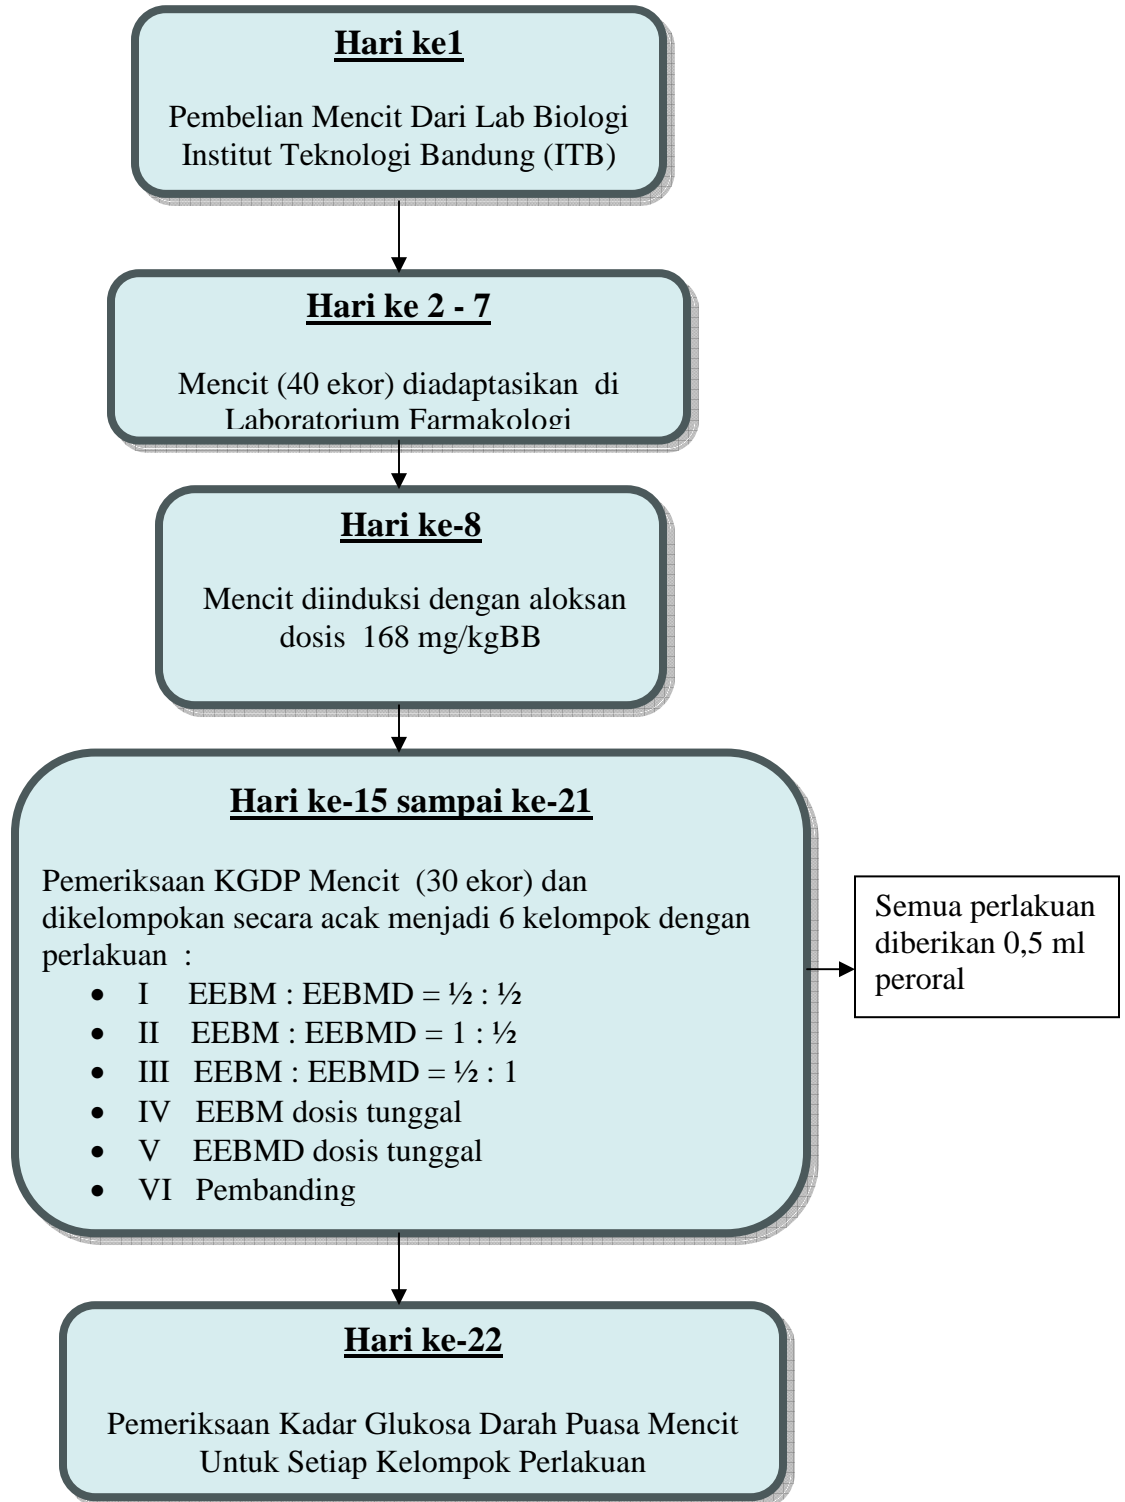 Hari ke1
Pembelian Mencit Dari Lab Biologi
Institut Teknologi Bandung (ITB)
Hari ke 2 - 7
Mencit (40 ekor) diadaptasikan di
Laboratorium Farmakologi
Hari ke-8
Mencit diinduksi dengan aloksan
dosis 168 mg/kgBB
Hari ke-15 sampai ke-21
Pemeriksaan KGDP Mencit (30 ekor) dan
dikelompokan secara acak menjadi 6 kelompok dengan
perlakuan :
• I EEBM : EEBMD = ½ : ½
• II EEBM : EEBMD = 1 : ½
• III EEBM : EEBMD = ½ : 1
• IV EEBM dosis tunggal
• V EEBMD dosis tunggal
• VI Pembanding
Semua perlakuan
diberikan 0,5 ml
peroral
Hari ke-22
Pemeriksaan Kadar Glukosa Darah Puasa Mencit
Untuk Setiap Kelompok Perlakuan